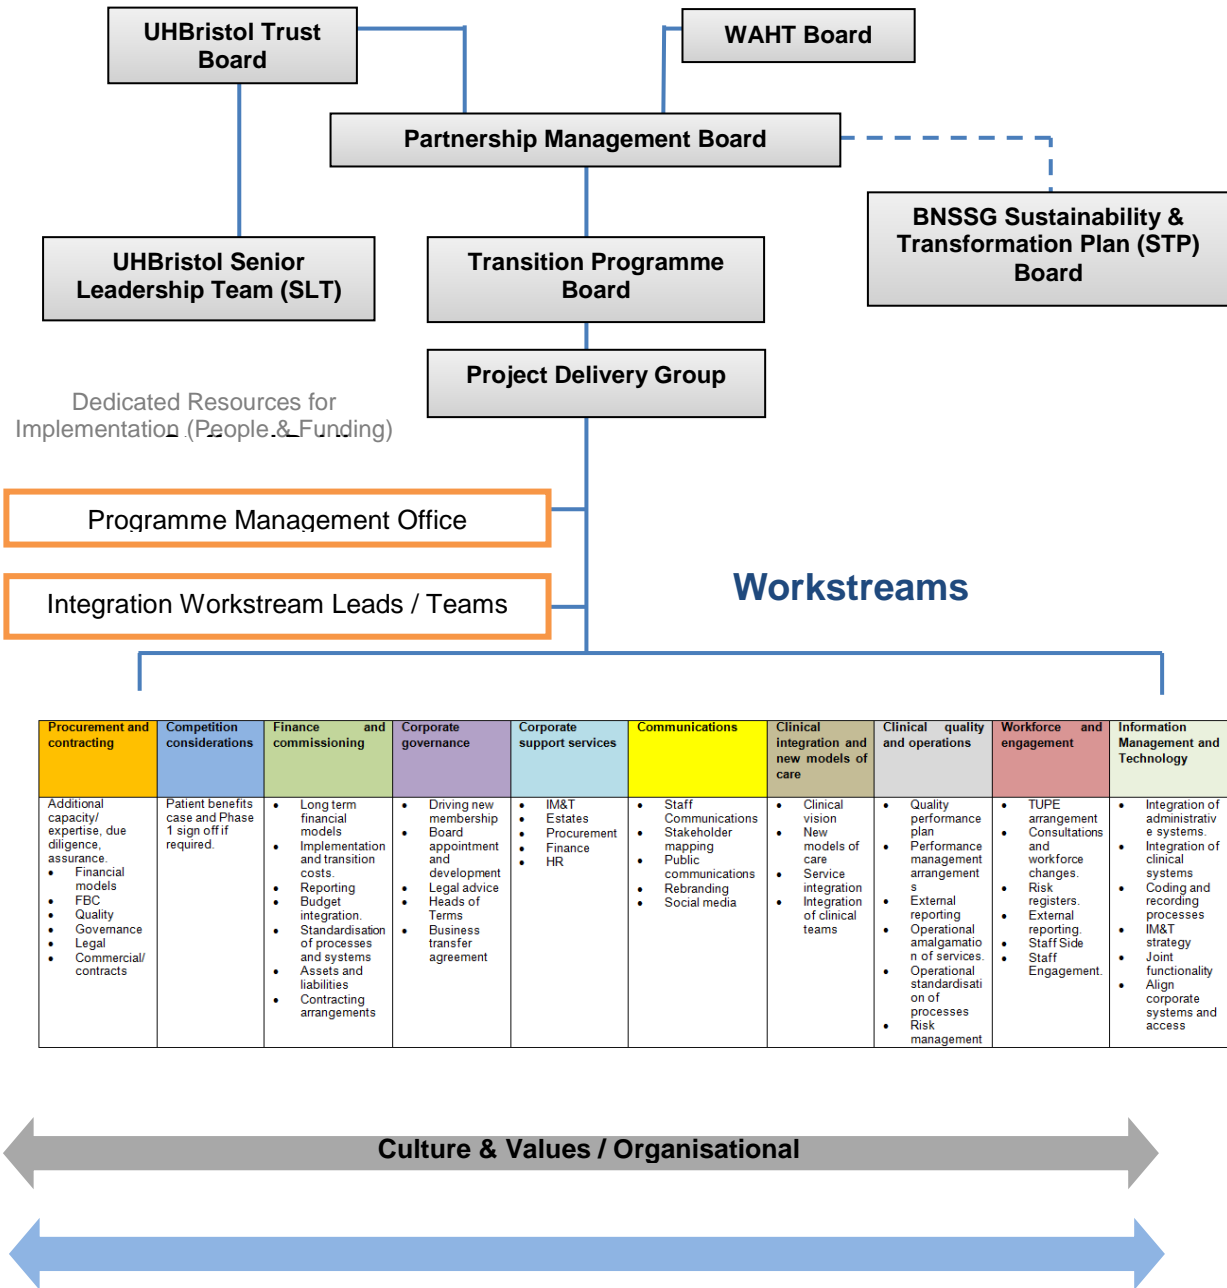 UHBristol Trust
Board
WAHT Board
Partnership Management Board
BNSSG Sustainability &
Transformation Plan (STP)
Board
UHBristol Senior
Leadership Team (SLT)
Transition Programme
Board
Project Delivery Group
Dedicated Resources for
Implementation (People & Funding)
Programme Management Office
Integration Workstream Leads / Teams
Workstreams
Procurement and
contracting
Additional
capacity/
expertise, due
diligence,
assurance.
• Financial
models
• FBC
• Quality
• Governance
• Legal
• Commercial/
contracts
Competition
considerations
Patient benefits
case and Phase
1 sign off if
required.
Finance and
commissioning
• Long term
financial
models
• Implementation
and transition
costs.
• Reporting
• Budget
integration.
• Standardisation
of processes
and systems
• Assets and
liabilities
• Contracting
arrangements
Corporate
governance
• Driving new
membership
• Board
appointment
and
development
• Legal advice
• Heads of
Terms
• Business
transfer
agreement
Corporate
support services
• IM&T
• Estates
• Procurement
• Finance
• HR
Communications
• Staff
Communications
• Stakeholder
mapping
• Public
communications
• Rebranding
• Social media
Clinical
integration and
new models of
care
• Clinical
vision
• New
models of
care
• Service
integration
• Integration
of clinical
teams
Clinical quality
and operations
• Quality
performance
plan
• Performance
management
arrangement
s
• External
reporting
• Operational
amalgamatio
n of services.
• Operational
standardisati
on of
processes
• Risk
management
Workforce and
engagement
• TUPE
arrangement
• Consultations
and
workforce
changes.
• Risk
registers.
• External
reporting.
• Staff Side
• Staff
Engagement.
Information
Management and
Technology
• Integration of
administrativ
e systems.
• Integration of
clinical
systems
• Coding and
recording
processes
• IM&T
strategy
• Joint
functionality
• Align
corporate
systems and
access
Culture & Values / Organisational